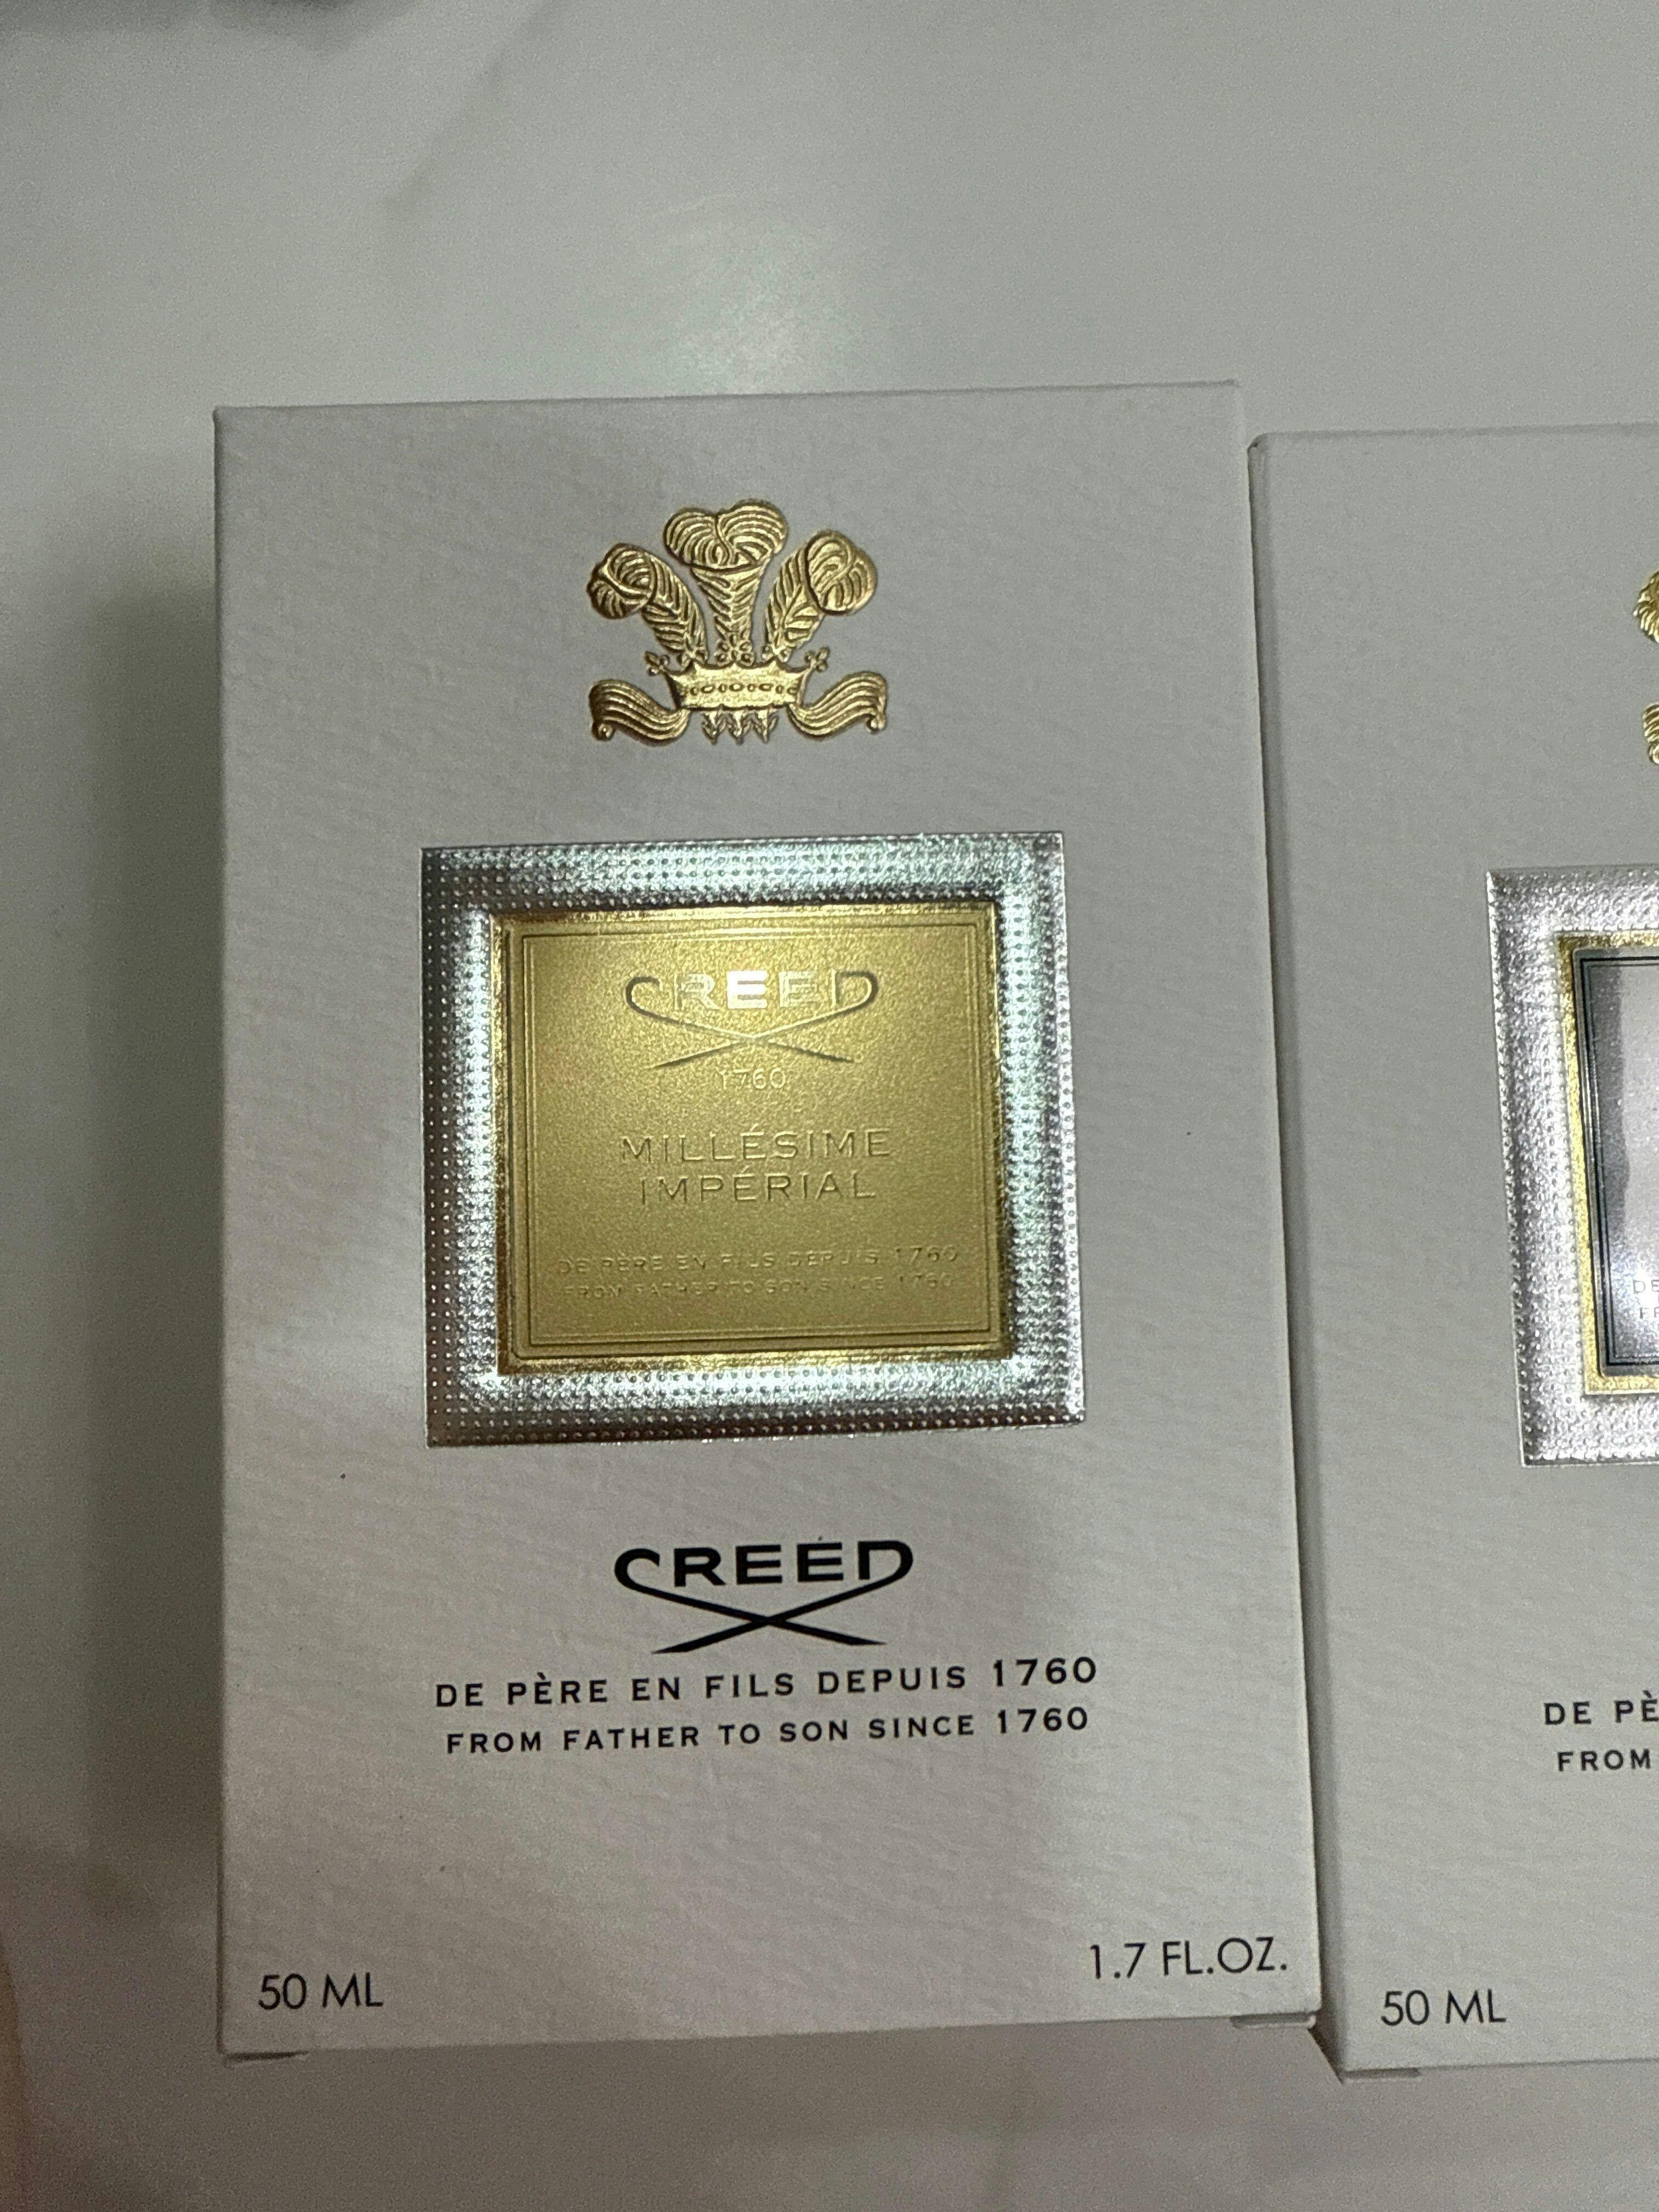 CREED
1760
MILLÉSIME
IMPÉRIAL
DE PÈRE EN FILS DEPUIS 1760
FROM FATHER TO SON SINCE 1760
CREED
DE PÈRE EN FILS DEPUIS 1760
FROM FATHER TO SON SINCE 1760
50 ML
1.7 FL.OZ.
DE
FR
DE PÈ
FROM
50 ML